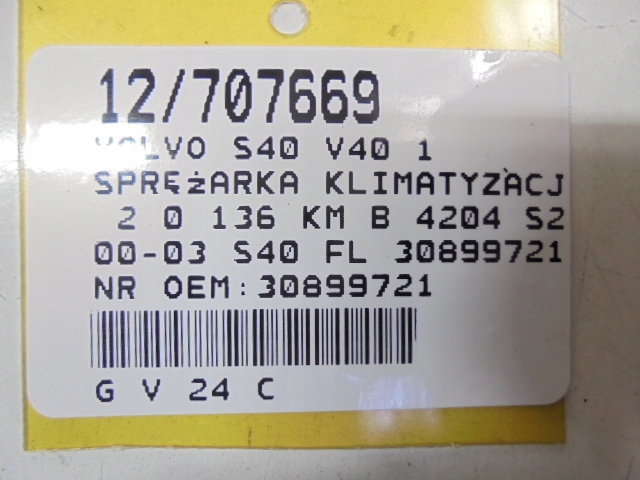 12/707669
VOLVO S40 V40 1
SPRĘżARKA KLIMATYZACJ
2 0 136 KM B 4204 S2
00-03 S40 FL 30899721
NR OEM:30899721
G V 24 C